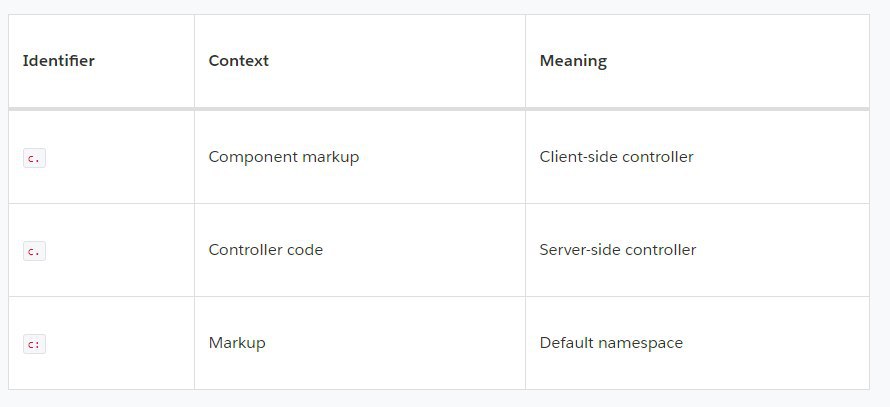 Identifier Context Meaning
c. Component markup Client-side controller
c. Controller code Server-side controller
c: Markup Default namespace